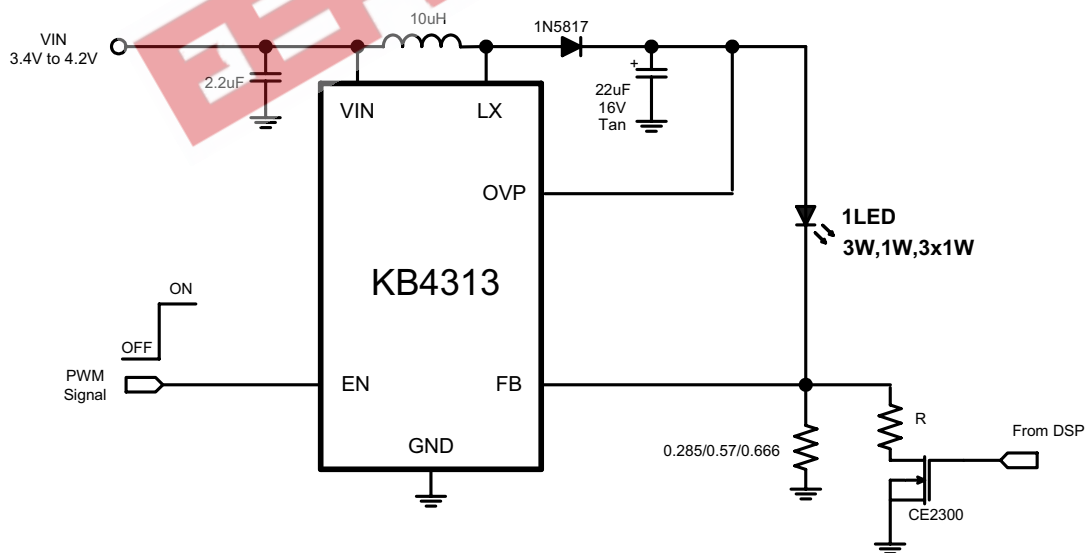 10uH
1N5817
VIN
3.4V to 4.2V
2.2uF
+
22uF
16V
Tan
VIN
LX
OVP
1LED
3W,1W,3x1W
KB4313
ON
OFF
PWM
Signal
EN
FB
GND
R
0.285/0.57/0.666
From DSP
CE2300